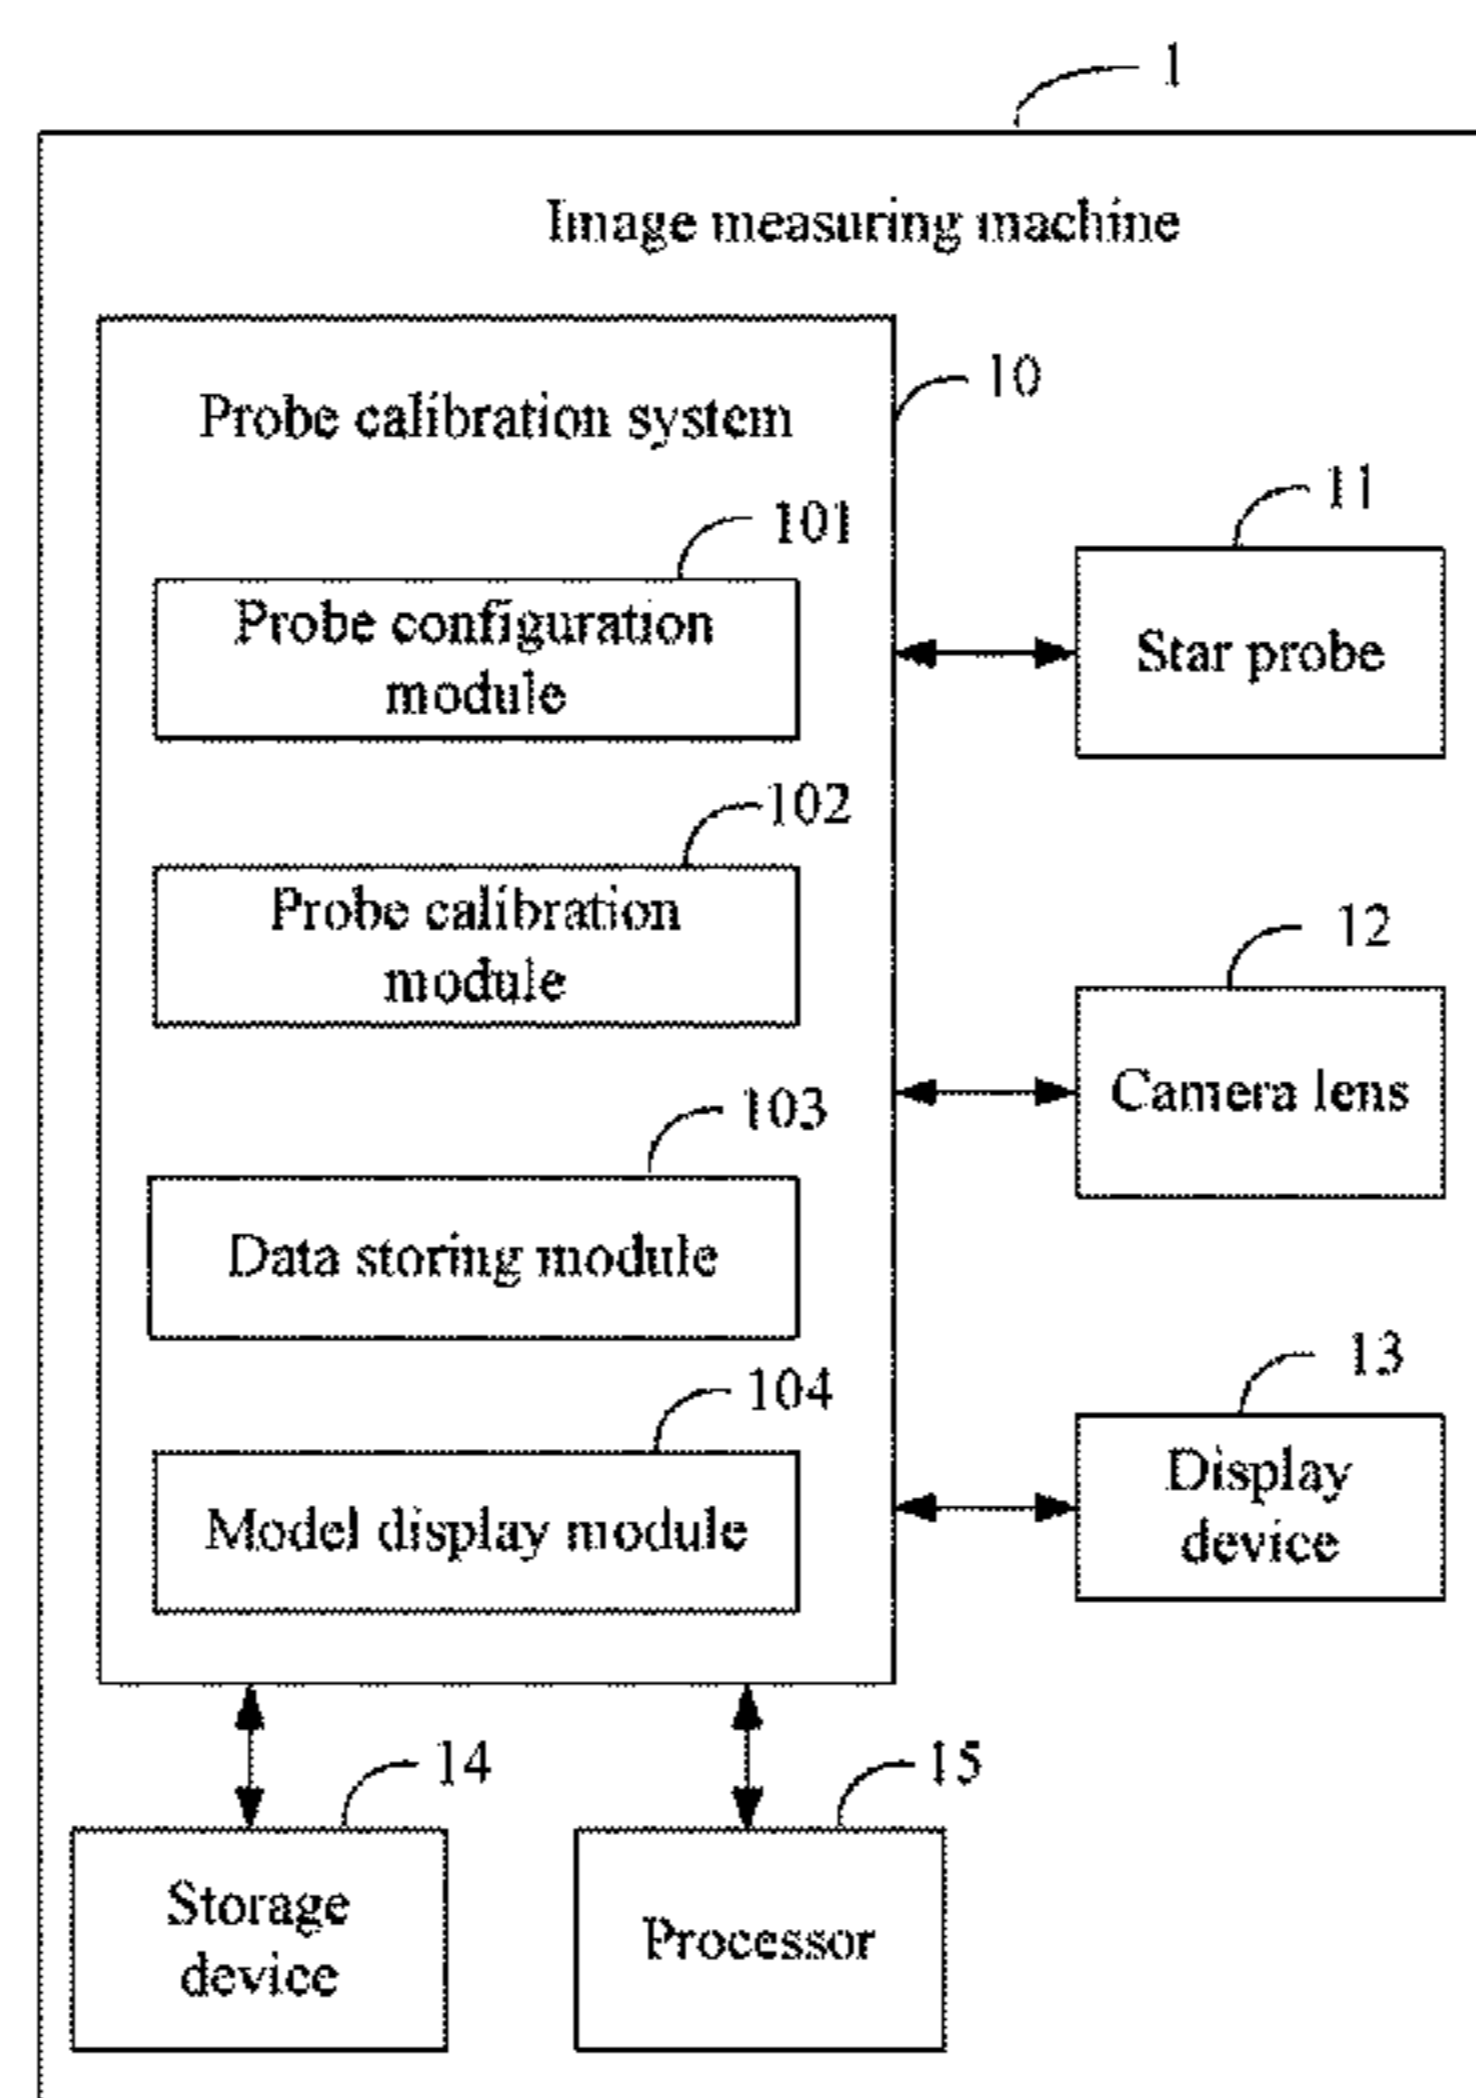 1
Image measuring machine
10
Probe calibration system
101
Probe configuration
module
11
Star probe
102
Probe calibration
module
12
Camera lens
103
Data storing module
13
Display
device
104
Model display module
14
Storage
device
15
Processor